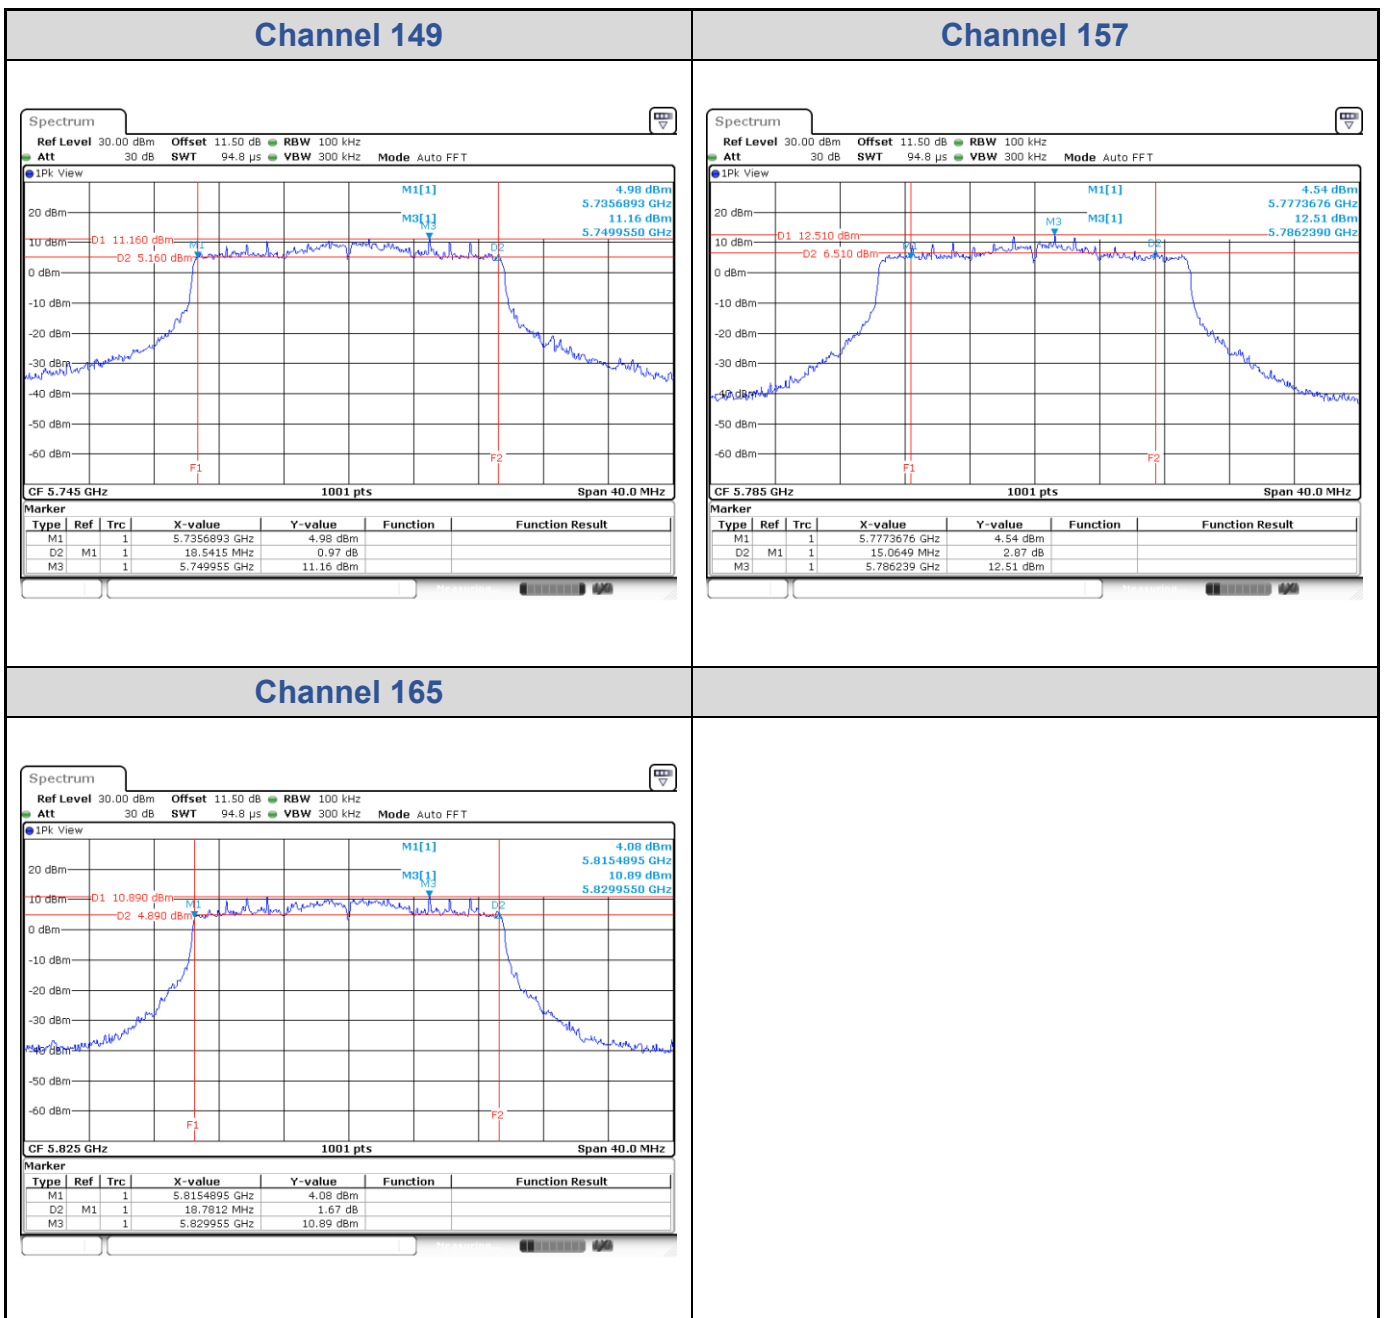 Channel 149
Channel 157
Spectrum
Ref Level 30.00 dBm Offset 11.50 dB RBW 100 kHz
Att 30 dB SWT 94.8 µs VBW 300 kHz Mode Auto FFT
1Pk View
M1[1] 4.98 dBm
5.7356893 GHz
M3[1] 11.16 dBm
5.7499550 GHz
M3
20 dBm
10 dBm
D1 11.160 dBm
M1
D2
D2 5.160 dBm
0 dBm
-10 dBm
-20 dBm
-30 dBm
-40 dBm
-50 dBm
-60 dBm
F1
F2
CF 5.745 GHz 1001 pts Span 40.0 MHz
Marker
Type Ref Trc X-value Y-value Function Function Result
M1 1 5.7356893 GHz 4.98 dBm
D2 M1 1 18.5415 MHz 0.97 dB
M3 1 5.749955 GHz 11.16 dBm
Spectrum
Ref Level 30.00 dBm Offset 11.50 dB RBW 100 kHz
Att 30 dB SWT 94.8 µs VBW 300 kHz Mode Auto FFT
1Pk View
M1[1] 4.54 dBm
5.7773676 GHz
M3[1] 12.51 dBm
5.7862390 GHz
M3
20 dBm
D1 12.510 dBm
10 dBm
M1
D2
D2 6.510 dBm
0 dBm
-10 dBm
-20 dBm
-30 dBm
-40 dBm
-50 dBm
-60 dBm
F1
F2
CF 5.785 GHz 1001 pts Span 40.0 MHz
Marker
Type Ref Trc X-value Y-value Function Function Result
M1 1 5.7773676 GHz 4.54 dBm
D2 M1 1 15.0649 MHz 2.87 dB
M3 1 5.786239 GHz 12.51 dBm
Channel 165
Spectrum
Ref Level 30.00 dBm Offset 11.50 dB RBW 100 kHz
Att 30 dB SWT 94.8 µs VBW 300 kHz Mode Auto FFT
1Pk View
M1[1] 4.08 dBm
5.8154895 GHz
M3[1] 10.89 dBm
5.8299550 GHz
M3
20 dBm
10 dBm
D1 10.890 dBm
M1
D2
D2 4.890 dBm
0 dBm
-10 dBm
-20 dBm
-30 dBm
-40 dBm
-50 dBm
-60 dBm
F1
F2
CF 5.825 GHz 1001 pts Span 40.0 MHz
Marker
Type Ref Trc X-value Y-value Function Function Result
M1 1 5.8154895 GHz 4.08 dBm
D2 M1 1 18.7812 MHz 1.67 dB
M3 1 5.829955 GHz 10.89 dBm